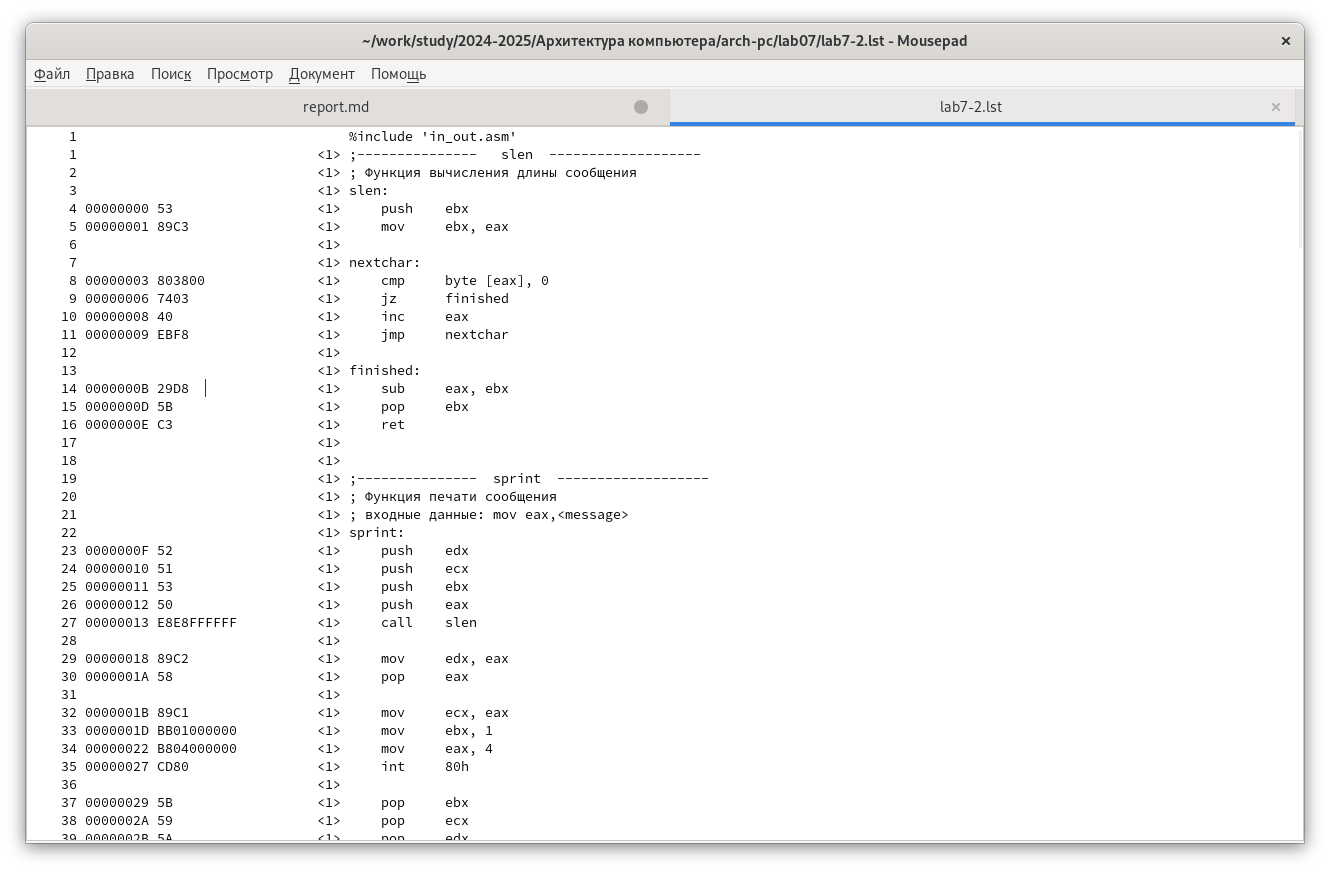 ~/work/study/2024-2025/Архитектура компьютера/arch-pc/lab07/lab7-2.lst - Mousepad
Файл Правка Поиск Просмотр Документ Помощь
report.md lab7-2.lst
1 %include 'in_out.asm'
1 <1> ;--------------- slen -------------------
2 <1> ; Функция вычисления длины сообщения
3 <1> slen:
4 00000000 53 <1> push ebx
5 00000001 89C3 <1> mov ebx, eax
6 <1>
7 <1> nextchar:
8 00000003 803800 <1> cmp byte [eax], 0
9 00000006 7403 <1> jz finished
10 00000008 40 <1> inc eax
11 00000009 EBF8 <1> jmp nextchar
12 <1>
13 <1> finished:
14 0000000B 29D8 <1> sub eax, ebx
15 0000000D 5B <1> pop ebx
16 0000000E C3 <1> ret
17 <1>
18 <1>
19 <1> ;--------------- sprint -------------------
20 <1> ; Функция печати сообщения
21 <1> ; входные данные: mov eax,<message>
22 <1> sprint:
23 0000000F 52 <1> push edx
24 00000010 51 <1> push ecx
25 00000011 53 <1> push ebx
26 00000012 50 <1> push eax
27 00000013 E8E8FFFFFF <1> call slen
28 <1>
29 00000018 89C2 <1> mov edx, eax
30 0000001A 58 <1> pop eax
31 <1>
32 0000001B 89C1 <1> mov ecx, eax
33 0000001D BB01000000 <1> mov ebx, 1
34 00000022 B804000000 <1> mov eax, 4
35 00000027 CD80 <1> int 80h
36 <1>
37 00000029 5B <1> pop ebx
38 0000002A 59 <1> pop ecx
39 0000002B 5A <1> pop edx